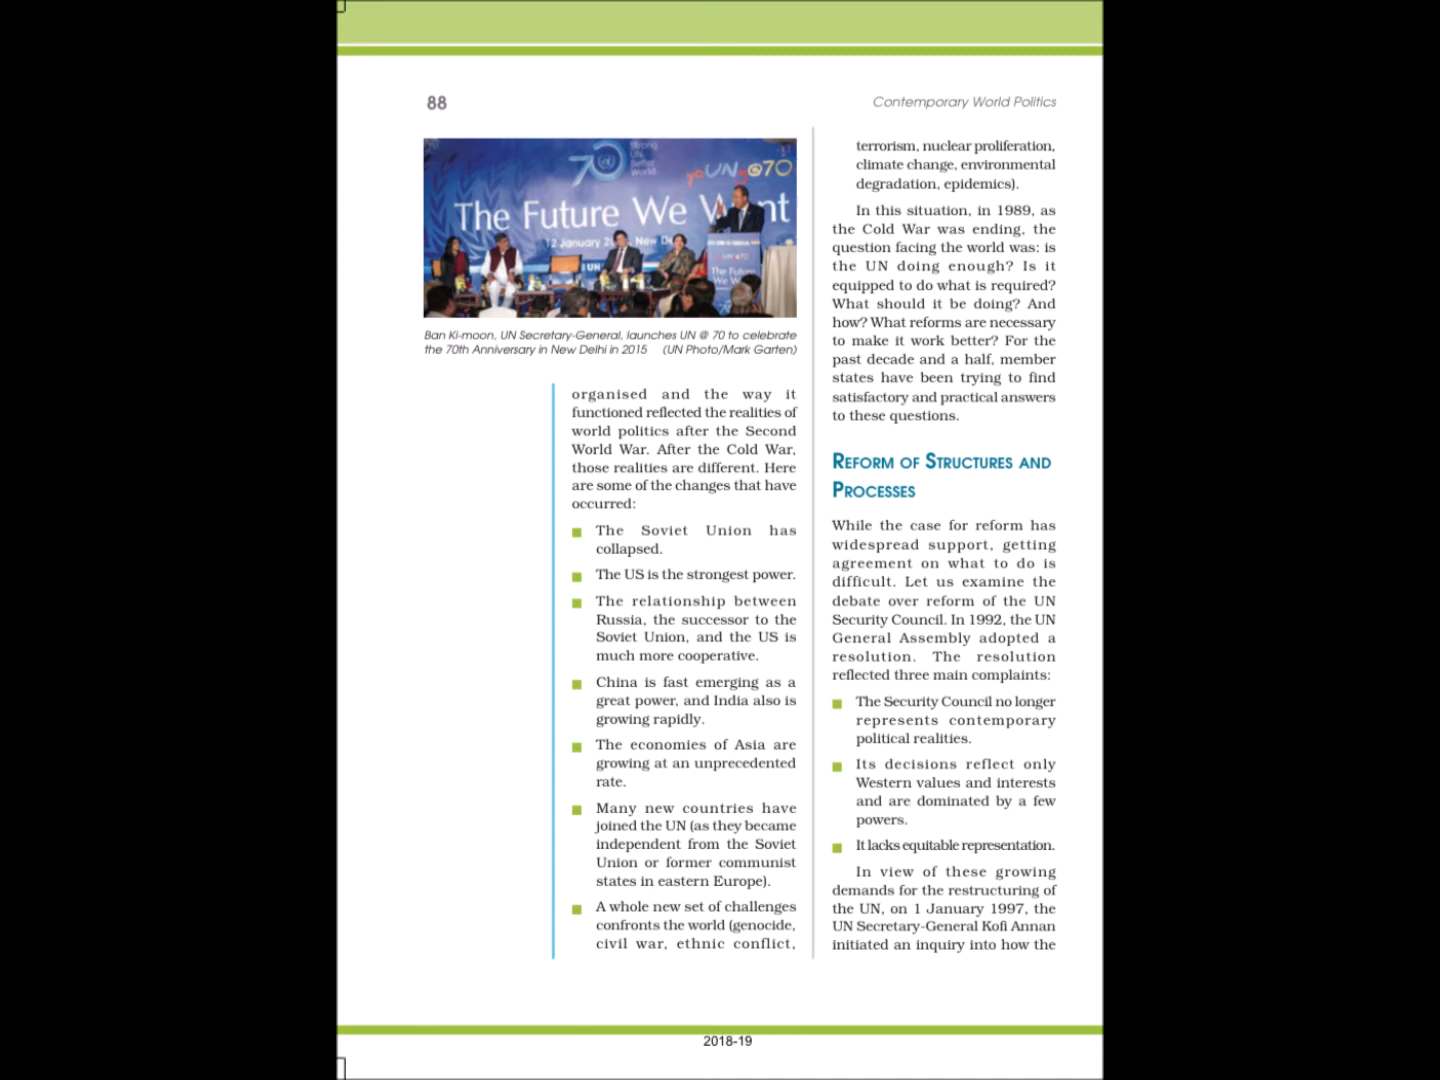 88
Contemporary World Politics
Strong
UN
Better
World
70
yoUNg@70
The Future We W nt
12 January 2 , New De
The Future
We W
Ban Ki-moon, UN Secretary-General, launches UN @ 70 to celebrate
the 70th Anniversary in New Delhi in 2015 (UN Photo/Mark Garten)
organised and the way it
functioned reflected the realities of
world politics after the Second
World War. After the Cold War,
those realities are different. Here
are some of the changes that have
occurred:
The Soviet Union has
collapsed.
The US is the strongest power.
The relationship between
Russia, the successor to the
Soviet Union, and the US is
much more cooperative.
China is fast emerging as a
great power, and India also is
growing rapidly.
The economies of Asia are
growing at an unprecedented
rate.
Many new countries have
joined the UN (as they became
independent from the Soviet
Union or former communist
states in eastern Europe).
A whole new set of challenges
confronts the world (genocide,
civil war, ethnic conflict,
terrorism, nuclear proliferation,
climate change, environmental
degradation, epidemics).
In this situation, in 1989, as
the Cold War was ending, the
question facing the world was: is
the UN doing enough? Is it
equipped to do what is required?
What should it be doing? And
how? What reforms are necessary
to make it work better? For the
past decade and a half, member
states have been trying to find
satisfactory and practical answers
to these questions.
REFORM OF STRUCTURES AND
PROCESSES
While the case for reform has
widespread support, getting
agreement on what to do is
difficult. Let us examine the
debate over reform of the UN
Security Council. In 1992, the UN
General Assembly adopted a
resolution. The resolution
reflected three main complaints:
The Security Council no longer
represents contemporary
political realities.
Its decisions reflect only
Western values and interests
and are dominated by a few
powers.
It lacks equitable representation.
In view of these growing
demands for the restructuring of
the UN, on 1 January 1997, the
UN Secretary-General Kofi Annan
initiated an inquiry into how the
2018-19